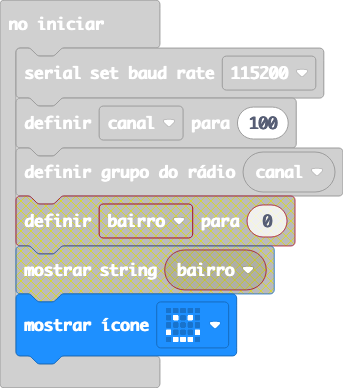 no iniciar
serial set baud rate 115200
definir canal para 100
definir grupo do rádio canal
definir bairro para 0
mostrar string bairro
mostrar ícone